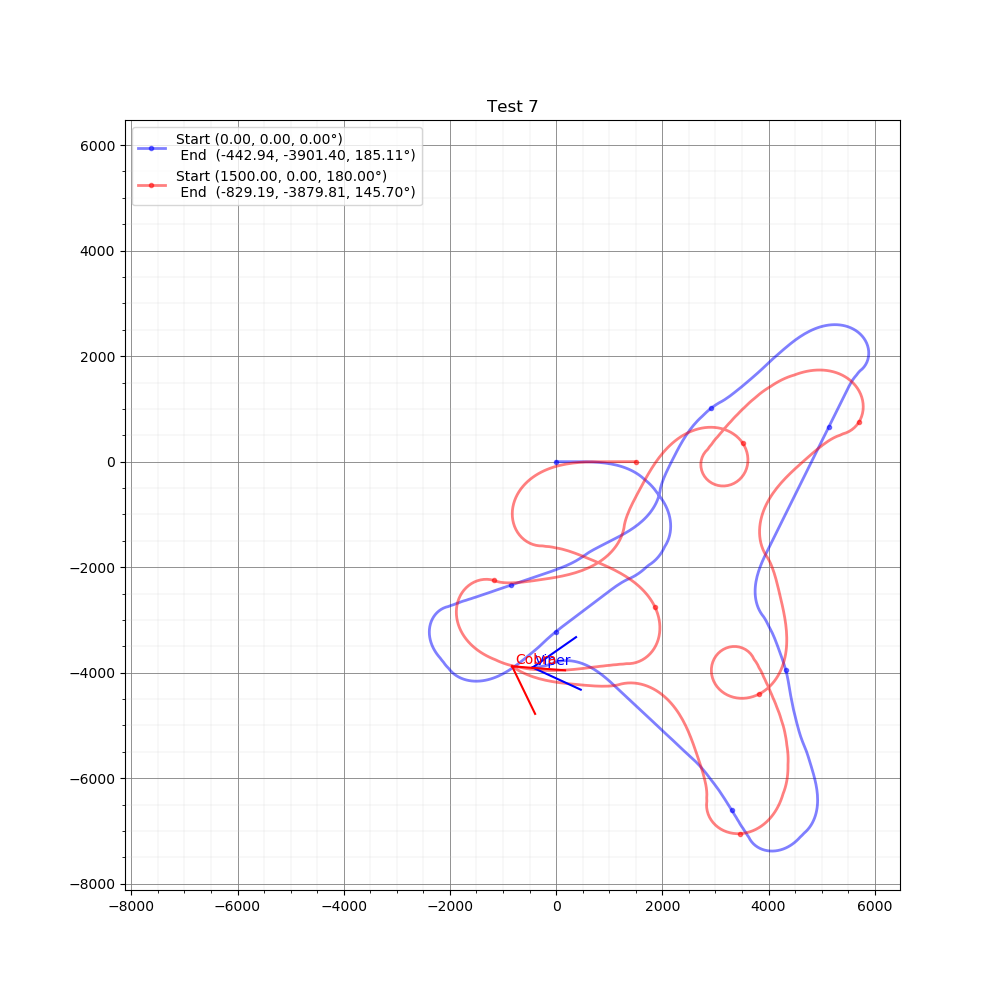 Test 7
Start (0.00, 0.00, 0.00°)
End (-442.94, -3901.40, 185.11°)
Start (1500.00, 0.00, 180.00°)
End (-829.19, -3879.81, 145.70°)
6000
4000
2000
0
−2000
−4000
−6000
−8000
−8000 −6000 −4000 −2000 0 2000 4000 6000